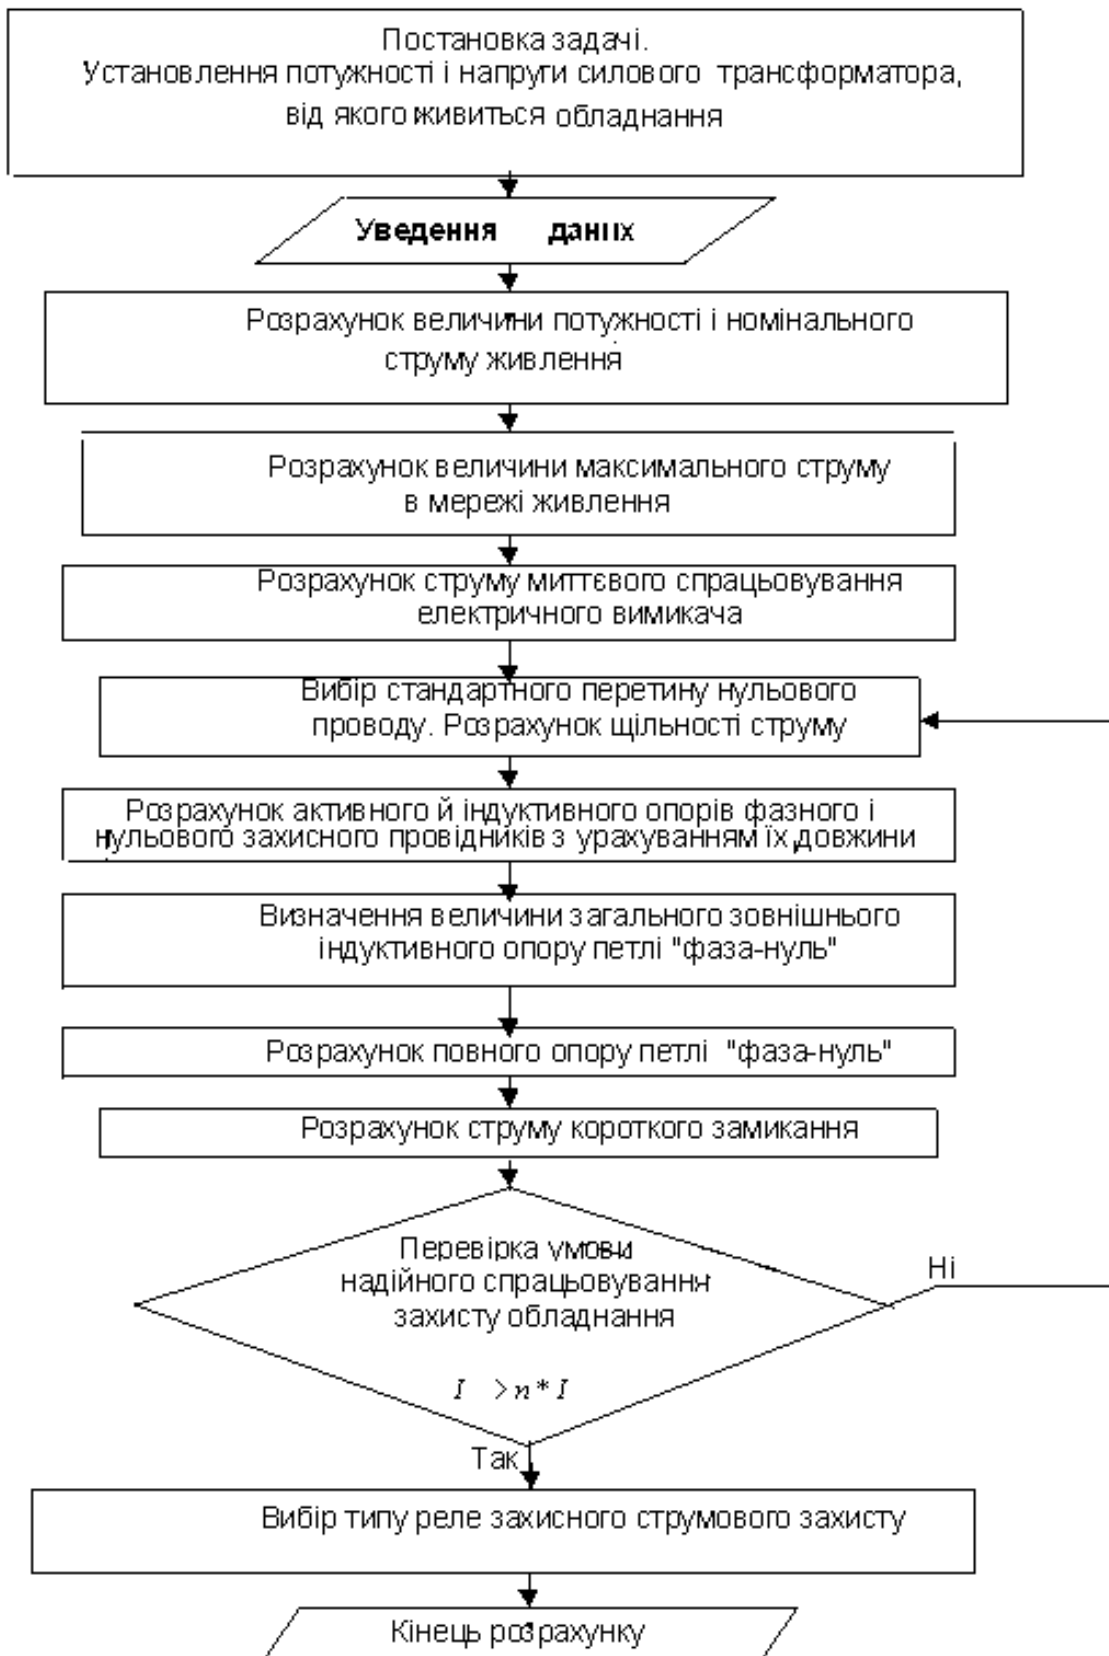 Постановка задачі.
Установлення потужності і напруги силового трансформатора,
від якого живиться обладнання
Уведення даних
Розрахунок величини потужності і номінального
струму живлення
Розрахунок величини максимального струму
в мережі живлення
Розрахунок струму миттєвого спрацьовування
електричного вимикача
Вибір стандартного перетину нульового
проводу. Розрахунок щільності струму
Розрахунок активного й індуктивного опорів фазного і
нульового захисного провідників з урахуванням їх довжини
Визначення величини загального зовнішнього
індуктивного опору петлі "фаза-нуль"
Розрахунок повного опору петлі "фаза-нуль"
Розрахунок струму короткого замикання
Перевірка умови
надійного спрацьовування
захисту обладнання
I > n * I
Ні
Так
Вибір типу реле захисного струмового захисту
Кінець розрахунку